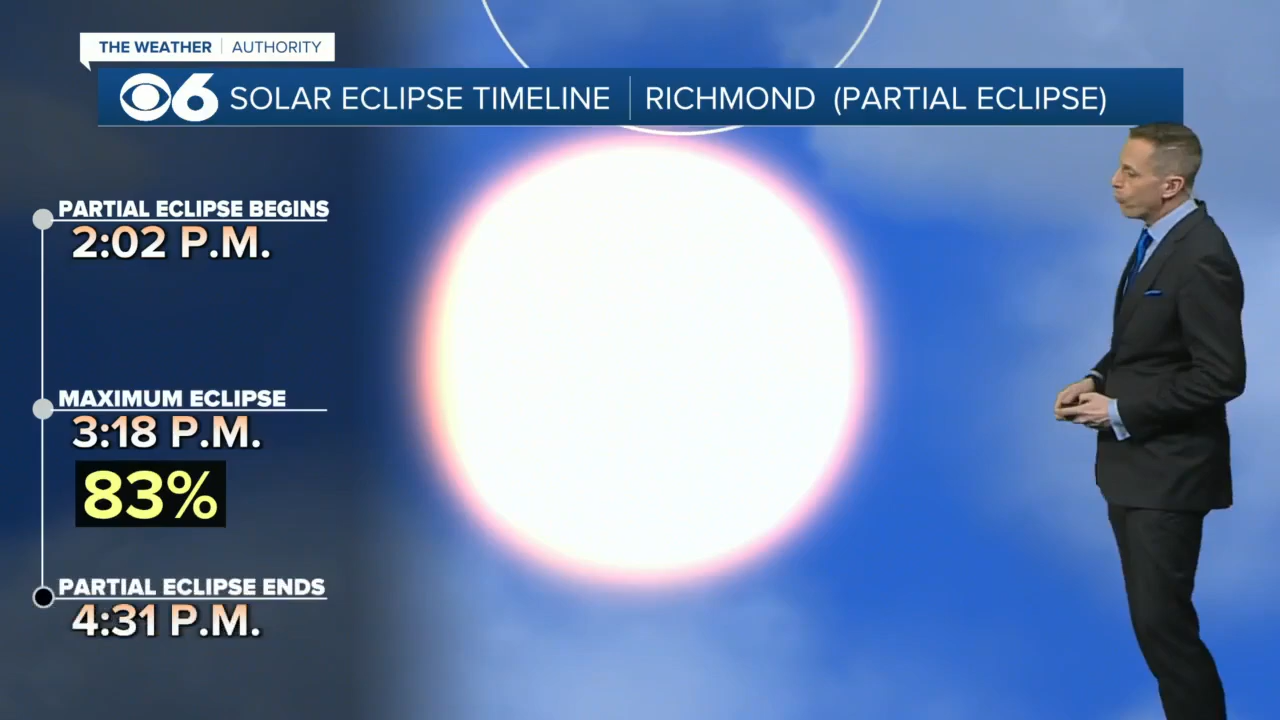 THE WEATHER | AUTHORITY
6 SOLAR ECLIPSE TIMELINE | RICHMOND (PARTIAL ECLIPSE)
PARTIAL ECLIPSE BEGINS
2:02 P.M.
MAXIMUM ECLIPSE
3:18 P.M.
83%
PARTIAL ECLIPSE ENDS
4:31 P.M.